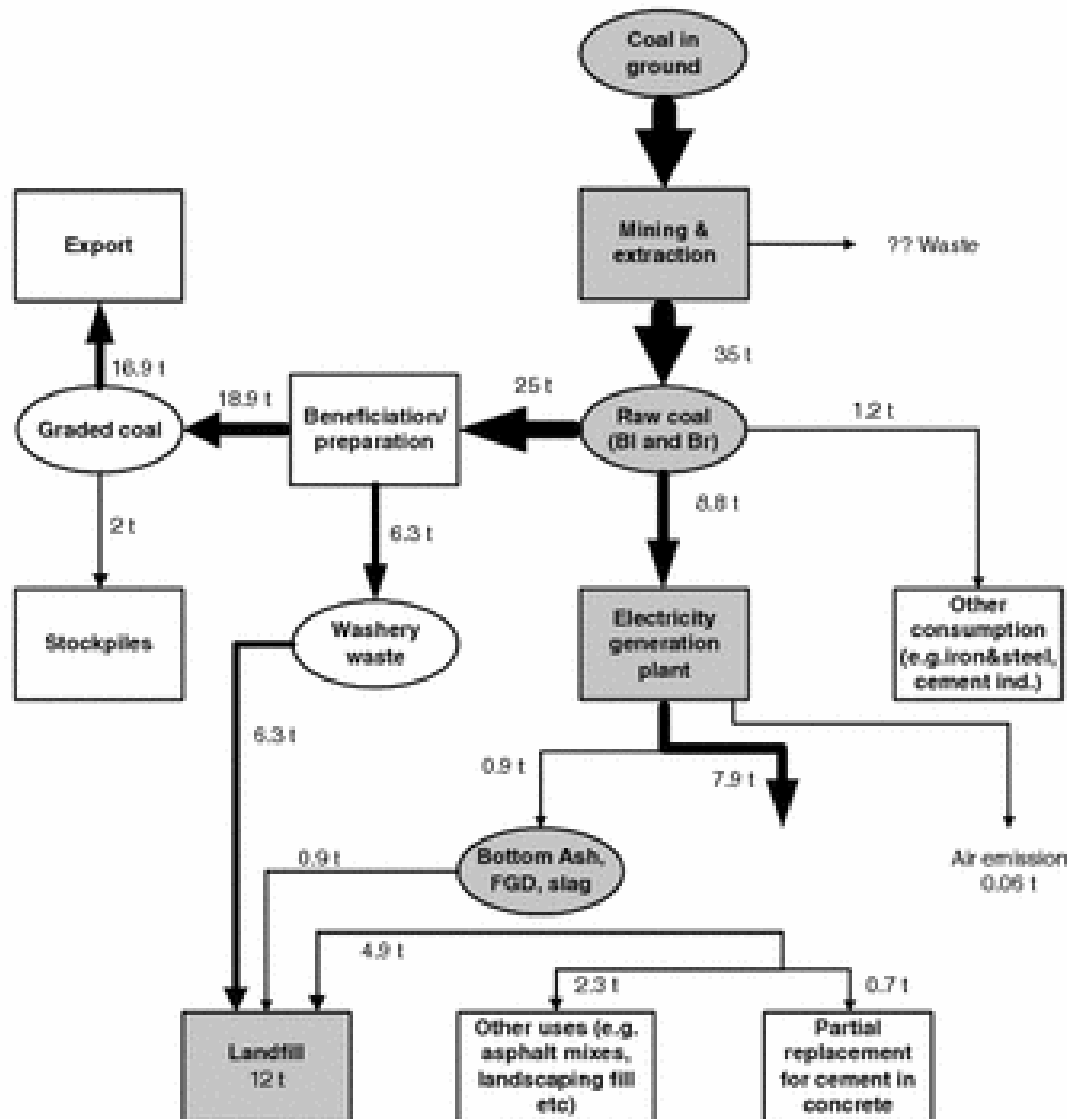 Coal in
ground
Mining &
extraction
?? Waste
Export
35 t
16.9 t
18.9 t
25 t
1.2 t
Graded coal
Beneficiation/
preparation
Raw coal
(Bl and Br)
2 t
6.3 t
8.8 t
Stockpiles
Washery
waste
Electricity
generation
plant
Other
consumption
(e.g.iron&steel,
cement ind.)
6.3 t
0.9 t
7.9 t
Bottom Ash,
FGD, slag
0.9 t
Air emission
0.06 t
4.9 t
2.3 t
0.7 t
Landfill
12 t
Other uses (e.g.
asphalt mixes,
landscaping fill
etc)
Partial
replacement
for cement in
concrete